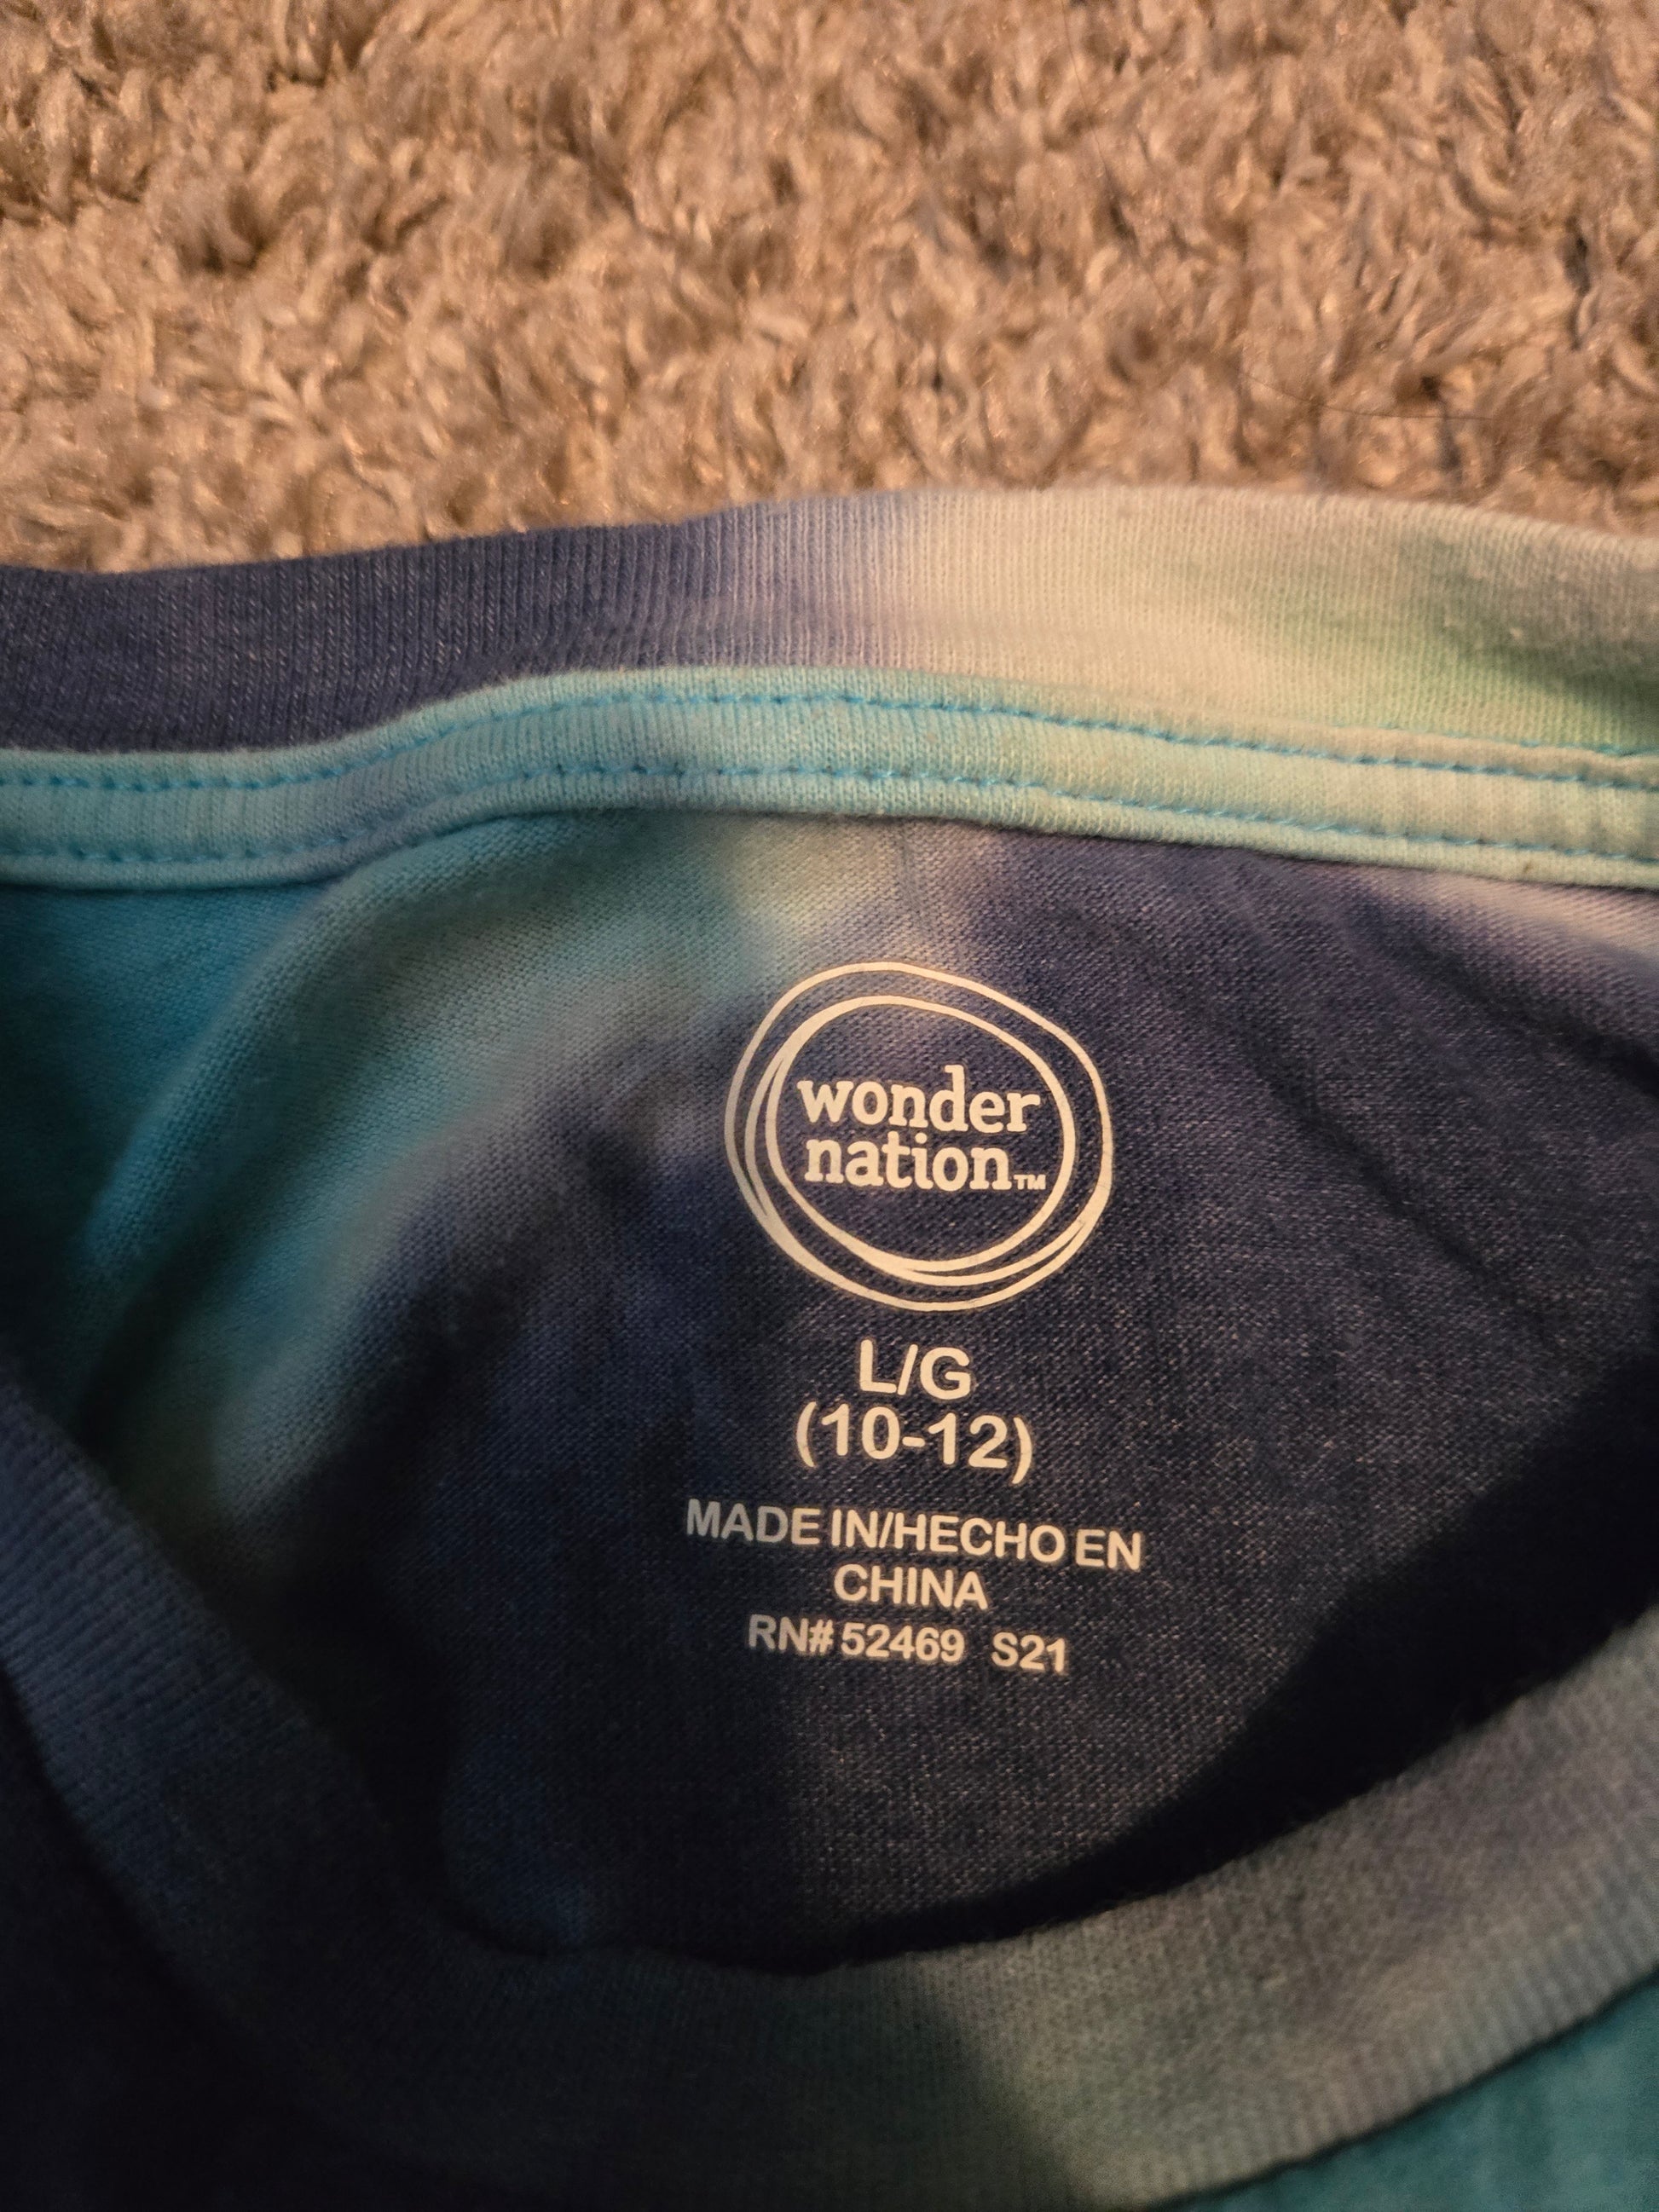 wonder
nation™
L/G
(10-12)
MADE IN/HECHO EN
CHINA
RN# 52469 S21